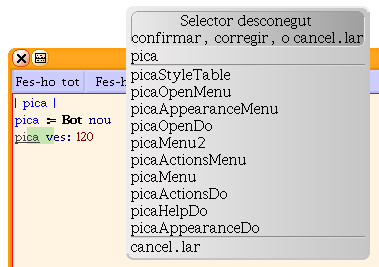 Selector desconegut
confirmar, corregir, o cancel.lar
pica
picaStyleTable
picaOpenMenu
picaAppearanceMenu
picaOpenDo
picaMenu2
picaActionsMenu
picaMenu
picaActionsDo
picaHelpDo
picaAppearanceDo
cancel.lar
Fes-ho tot Fes-h
| pica |
pica := Bot nou
pica ves: 120